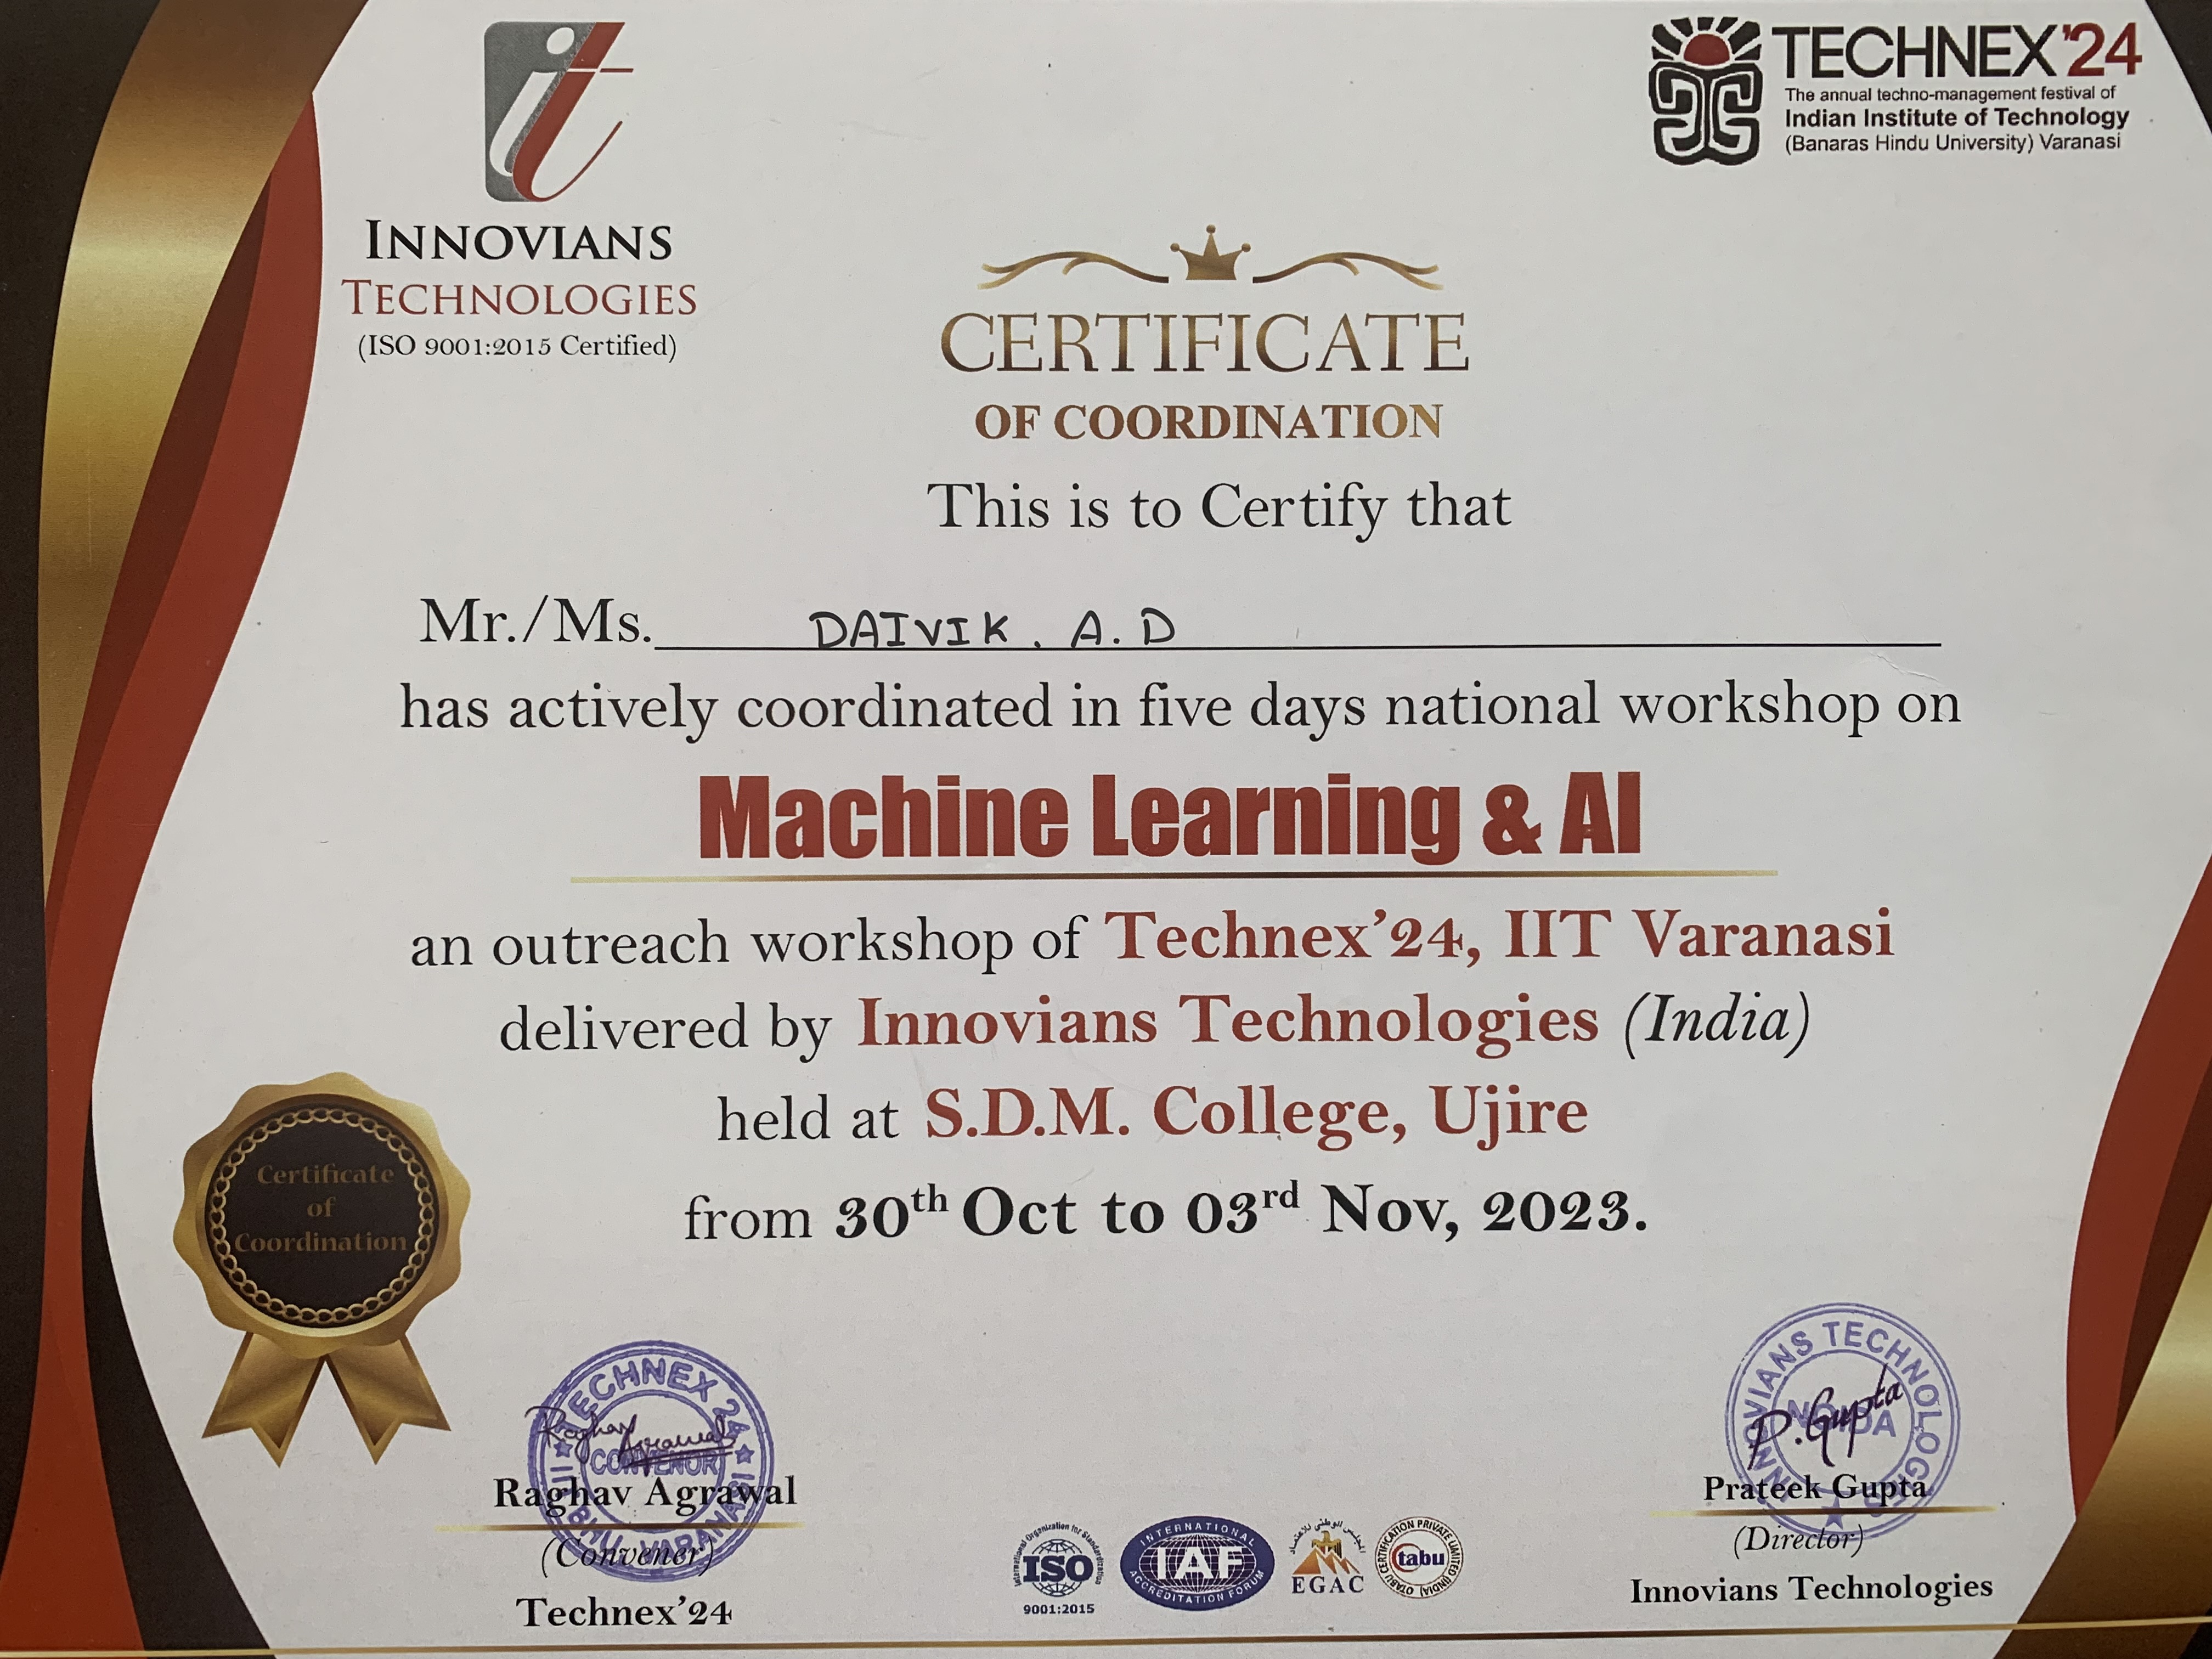 it
INNOVIANS
TECHNOLOGIES
(ISO 9001:2015 Certified)
TECHNEX'24
The annual techno-management festival of
Indian Institute of Technology
(Banaras Hindu University) Varanasi
CERTIFICATE
OF COORDINATION
This is to Certify that
Mr./Ms. DAIVIK. A.D
has actively coordinated in five days national workshop on
Machine Learning & AI
an outreach workshop of Technex'24, IIT Varanasi
delivered by Innovians Technologies (India)
held at S.D.M. College, Ujire
from 30th Oct to 03rd Nov, 2023.
Certificate
of
Coordination
TECHNEX 24
CONVENOR
IIT BHU VARANASI
Raghav Agrawal
Raghav Agrawal
(Convener)
Technex'24
International Organization for Standardization
ISO
9001:2015
INTERNATIONAL
IAF
ACCREDITATION FORUM
EGAC
OTABU CERTIFICATION PRIVATE LIMITED (INDIA)
tabu
INNOVIANS TECHNOLOGIES
NOIDA
P. Gupta
Prateek Gupta
(Director)
Innovians Technologies